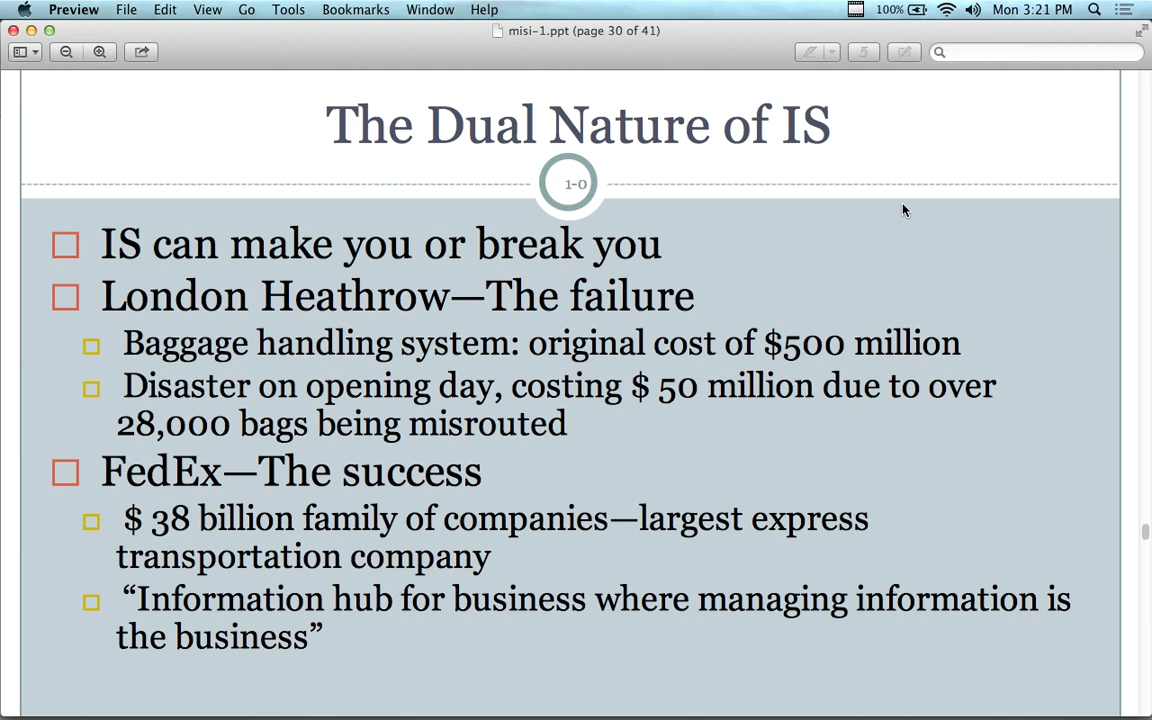 Preview File Edit View Go Tools Bookmarks Window Help 100% Mon 3:21 PM
misi-1.ppt (page 30 of 41)
The Dual Nature of IS
1-0
IS can make you or break you
London Heathrow—The failure
Baggage handling system: original cost of $500 million
Disaster on opening day, costing $ 50 million due to over
28,000 bags being misrouted
FedEx—The success
$ 38 billion family of companies—largest express
transportation company
“Information hub for business where managing information is
the business”